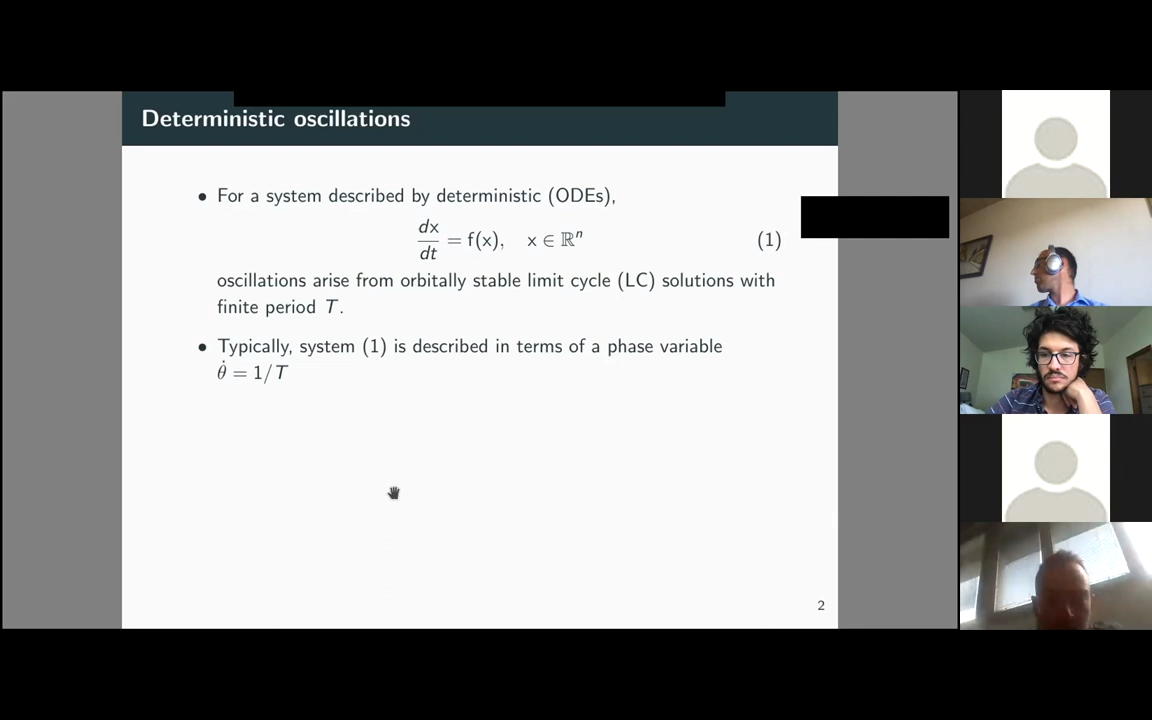 Deterministic oscillations
• For a system described by deterministic (ODEs),
dx/dt = f(x), x ∈ ℝⁿ (1)
oscillations arise from orbitally stable limit cycle (LC) solutions with
finite period T.
• Typically, system (1) is described in terms of a phase variable
θ̇ = 1/T
2